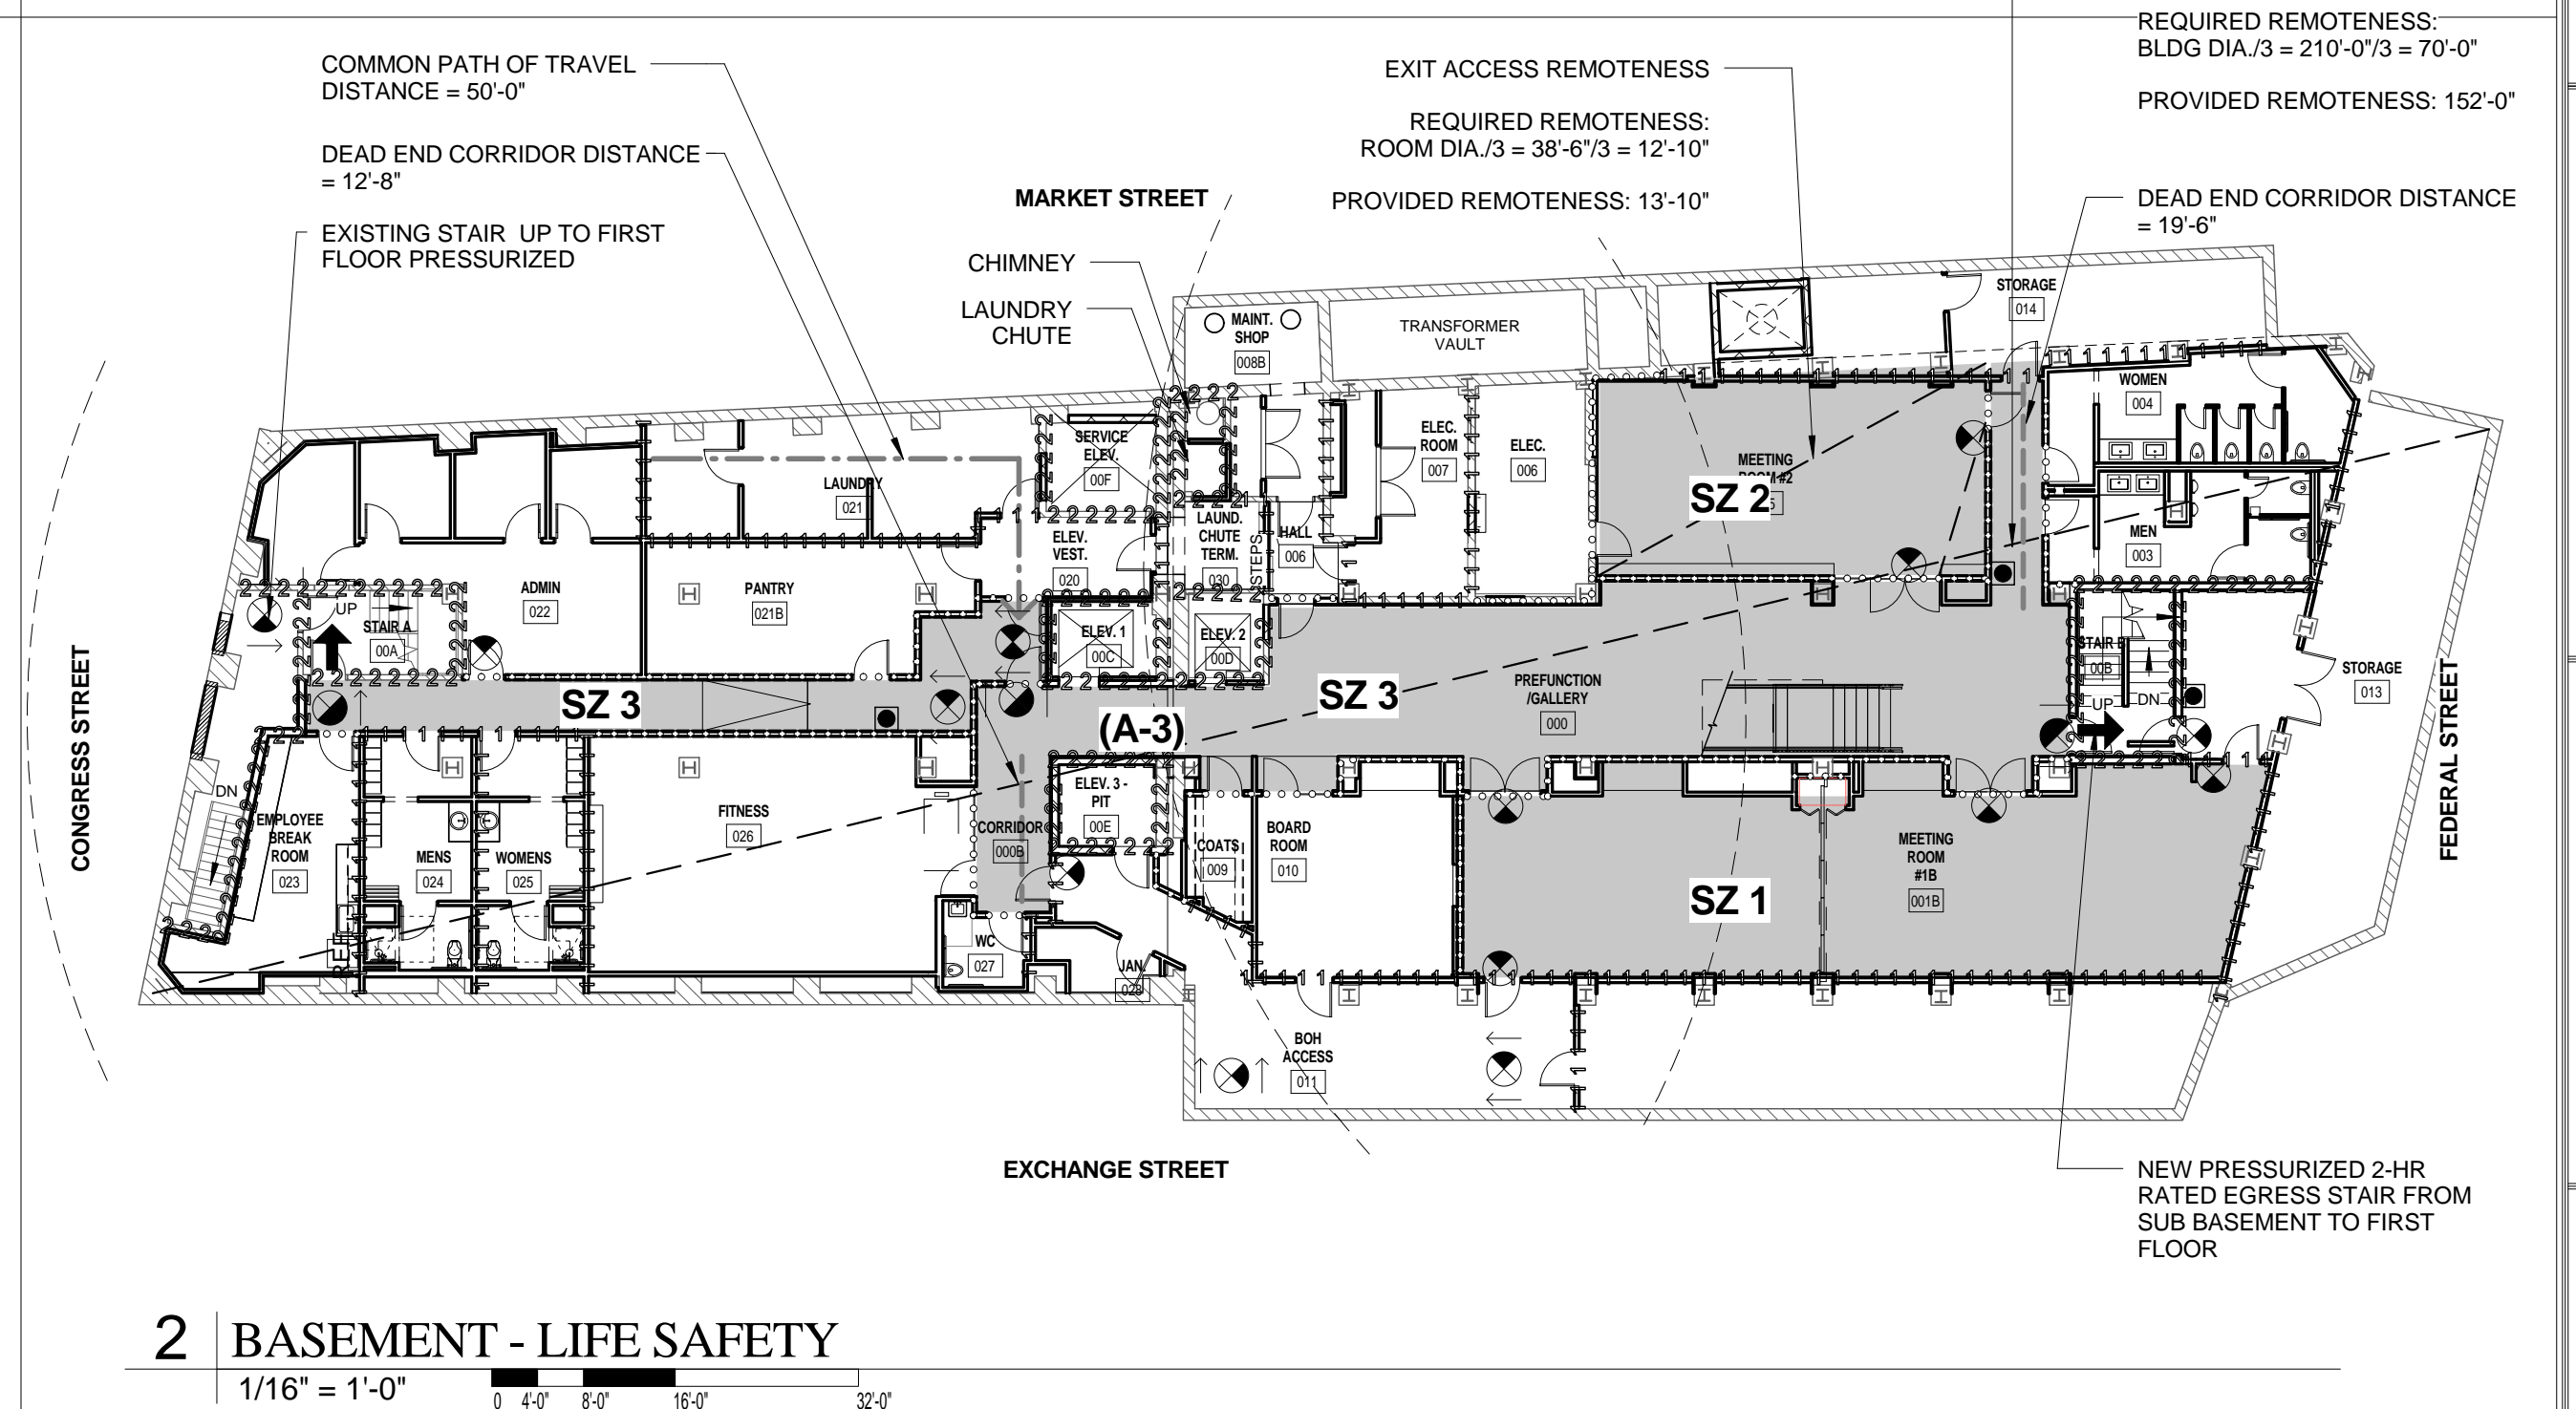 REQUIRED REMOTENESS:
BLDG DIA./3 = 210'-0"/3 = 70'-0"
PROVIDED REMOTENESS: 152'-0"
COMMON PATH OF TRAVEL
DISTANCE = 50'-0"
EXIT ACCESS REMOTENESS
REQUIRED REMOTENESS:
ROOM DIA./3 = 38'-6"/3 = 12'-10"
PROVIDED REMOTENESS: 13'-10"
DEAD END CORRIDOR DISTANCE
= 12'-8"
MARKET STREET
DEAD END CORRIDOR DISTANCE
= 19'-6"
EXISTING STAIR UP TO FIRST
FLOOR PRESSURIZED
CHIMNEY
LAUNDRY
CHUTE
MAINT.
SHOP
008B
TRANSFORMER
VAULT
STORAGE
014
WOMEN
004
SERVICE
ELEV.
00F
ELEC.
ROOM
007
ELEC.
006
MEETING
SZ 2
LAUNDRY
021
ELEV.
VEST.
020
LAUND.
CHUTE
TERM.
030
STEPS
HALL
006
MEN
003
ADMIN
022
PANTRY
021B
UP
STAIR A
00A
ELEV. 1
00C
ELEV. 2
00D
STAIR B
00B
UP
DN
STORAGE
013
SZ 3
(A-3)
SZ 3
PREFUNCTION
/GALLERY
000
CONGRESS STREET
FEDERAL STREET
DN
EMPLOYEE
BREAK
ROOM
023
MENS
024
WOMENS
025
FITNESS
026
CORRIDOR
000B
ELEV. 3 -
PIT
00E
COATS
009
BOARD
ROOM
010
SZ 1
MEETING
ROOM
#1B
001B
REF
WC
027
JAN.
028
BOH
ACCESS
011
EXCHANGE STREET
NEW PRESSURIZED 2-HR
RATED EGRESS STAIR FROM
SUB BASEMENT TO FIRST
FLOOR
2
BASEMENT - LIFE SAFETY
1/16" = 1'-0"
0 4'-0" 8'-0" 16'-0" 32'-0"